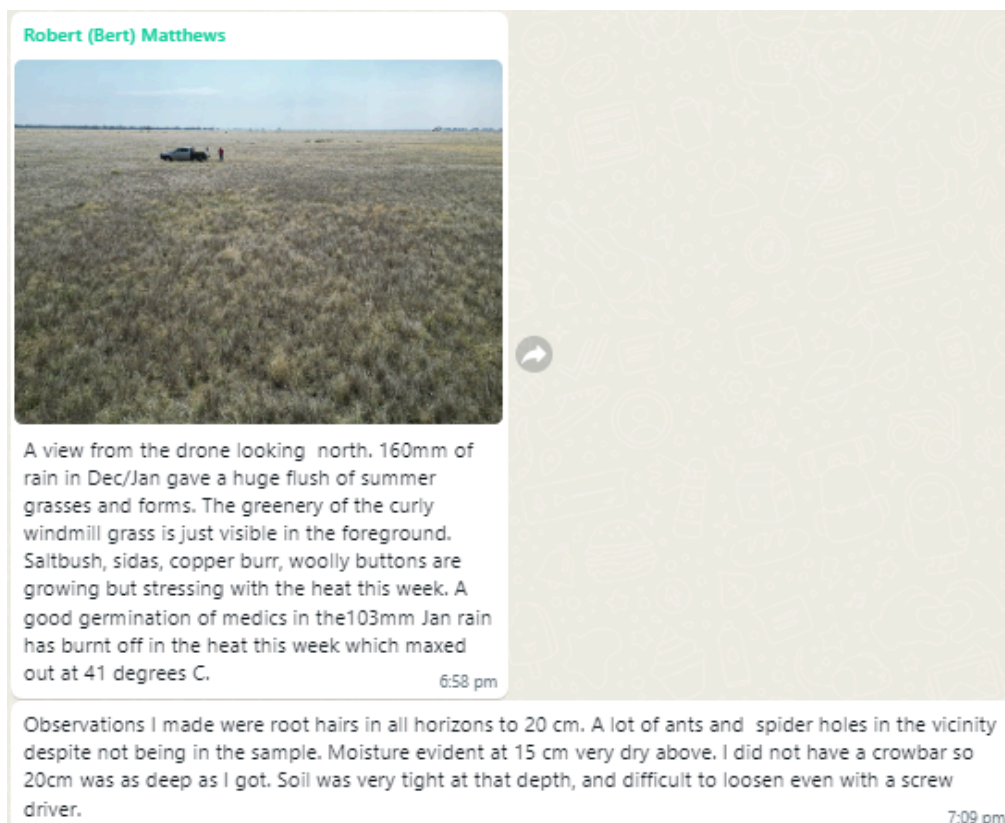 Robert (Bert) Matthews
A view from the drone looking  north. 160mm of
rain in Dec/Jan gave a huge flush of summer
grasses and forms. The greenery of the curly
windmill grass is just visible in the foreground.
Saltbush, sidas, copper burr, woolly buttons are
growing but stressing with the heat this week. A
good germination of medics in the103mm Jan rain
has burnt off in the heat this week which maxed
out at 41 degrees C.
6:58 pm
Observations I made were root hairs in all horizons to 20 cm. A lot of ants and  spider holes in the vicinity
despite not being in the sample. Moisture evident at 15 cm very dry above. I did not have a crowbar so
20cm was as deep as I got. Soil was very tight at that depth, and difficult to loosen even with a screw
driver.
7:09 pm